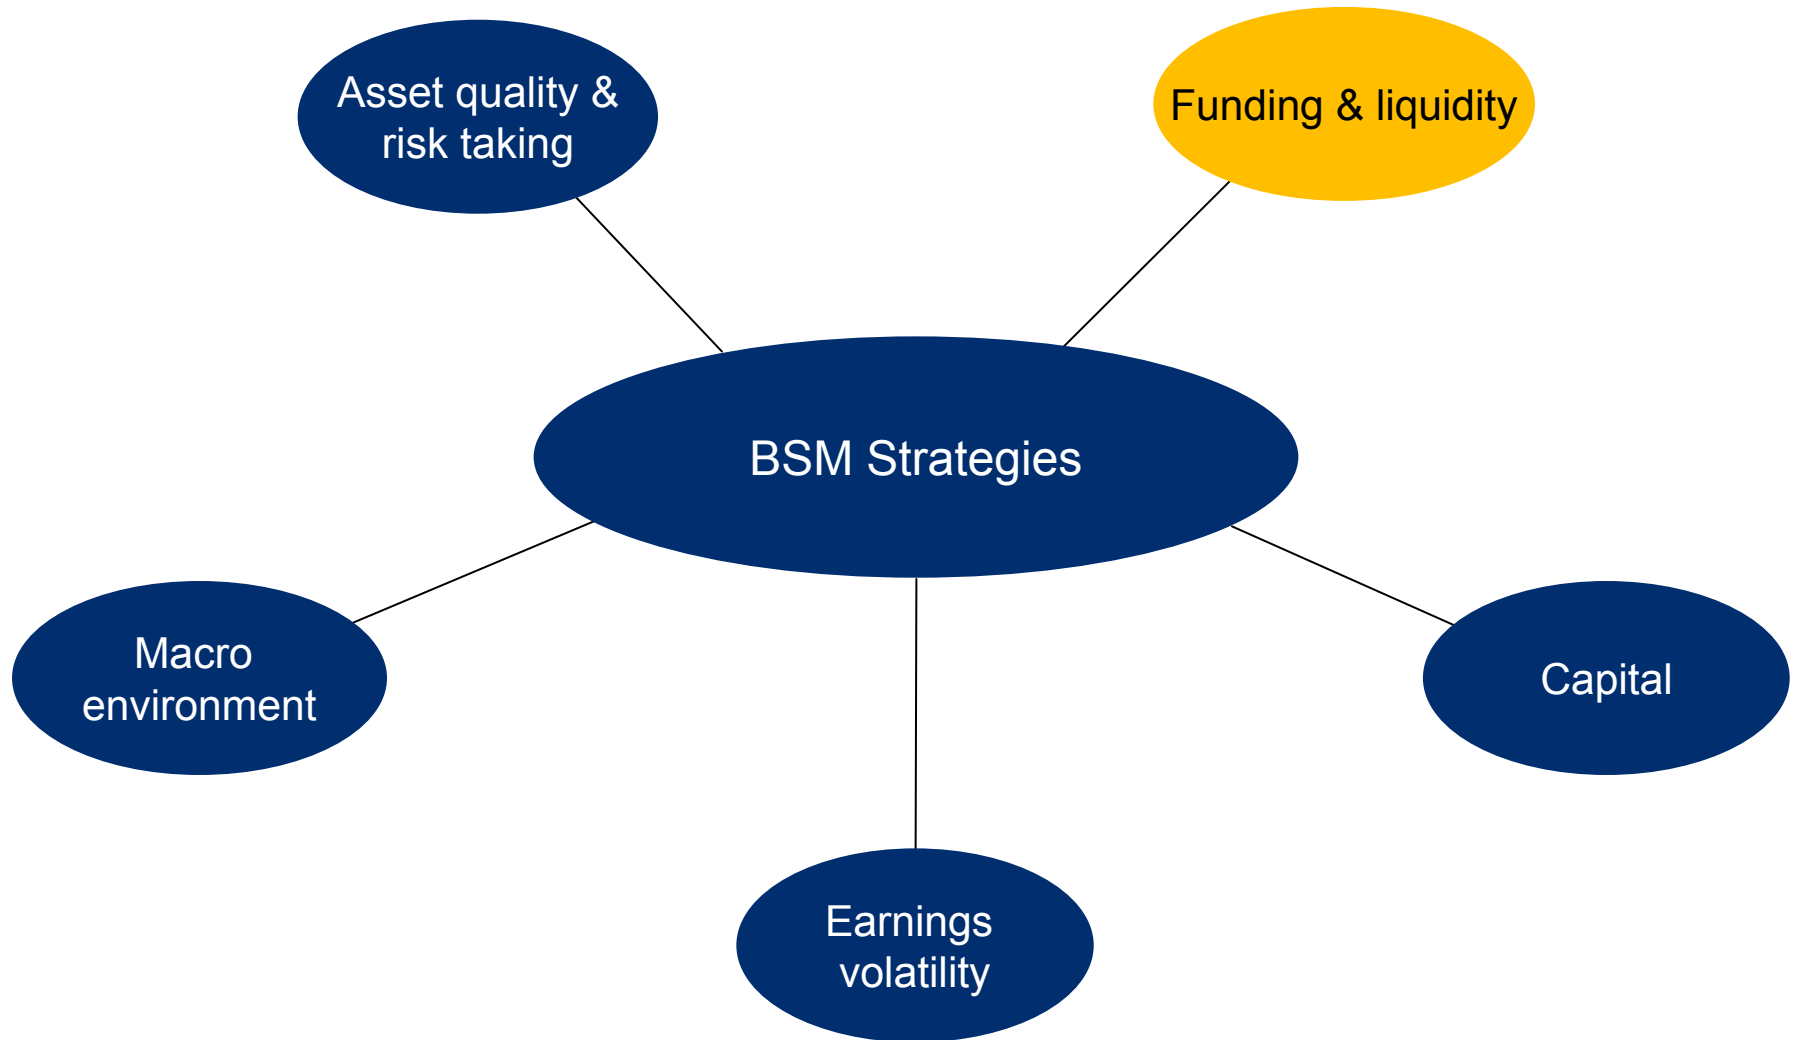 Asset quality &
risk taking
Funding & liquidity
BSM Strategies
Macro
environment
Capital
Earnings
volatility